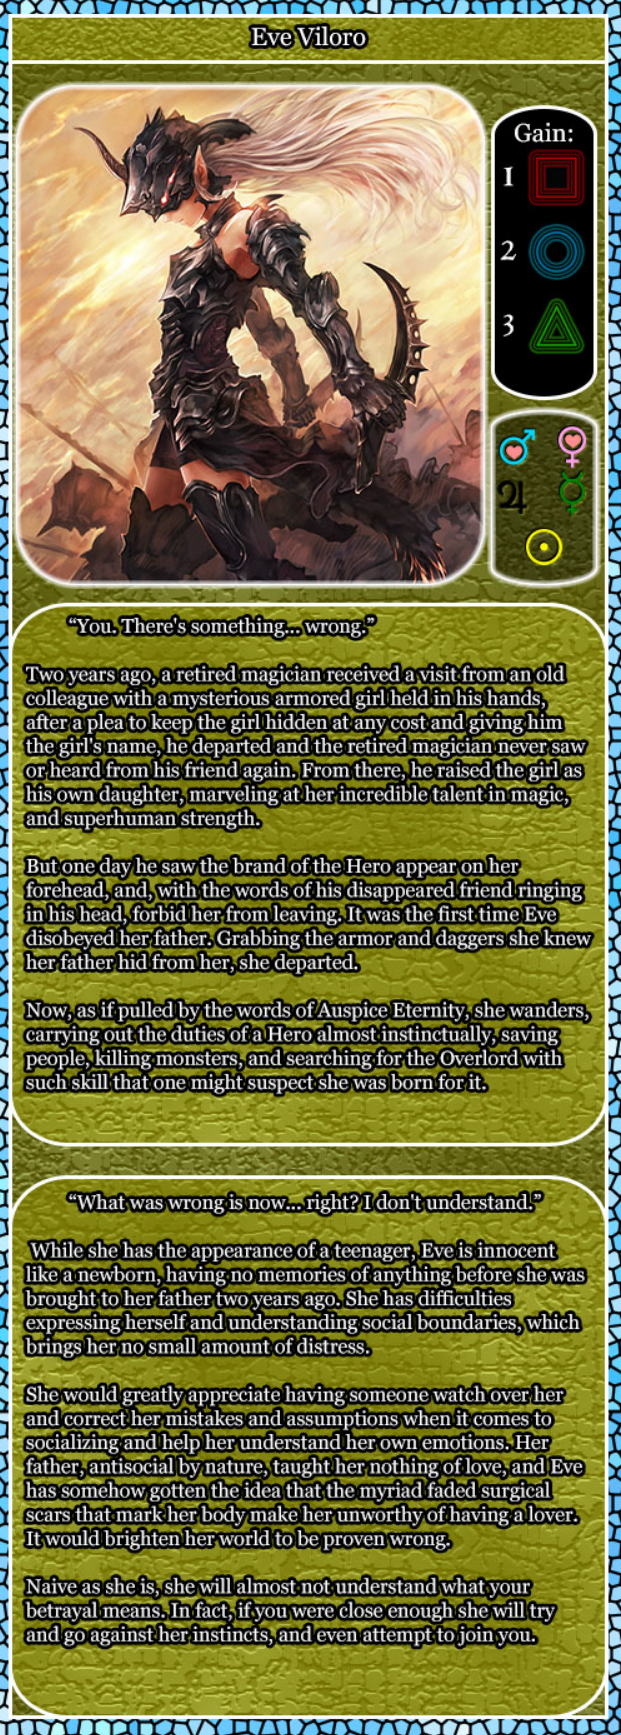 Eve Viloro
Gain:
1
2
3
“You. There's something... wrong.”
Two years ago, a retired magician received a visit from an old
colleague with a mysterious armored girl held in his hands,
after a plea to keep the girl hidden at any cost and giving him
the girl's name, he departed and the retired magician never saw
or heard from his friend again. From there, he raised the girl as
his own daughter, marveling at her incredible talent in magic,
and superhuman strength.
But one day he saw the brand of the Hero appear on her
forehead, and, with the words of his disappeared friend ringing
in his head, forbid her from leaving. It was the first time Eve
disobeyed her father. Grabbing the armor and daggers she knew
her father hid from her, she departed.
Now, as if pulled by the words of Auspice Eternity, she wanders,
carrying out the duties of a Hero almost instinctually, saving
people, killing monsters, and searching for the Overlord with
such skill that one might suspect she was born for it.
“What was wrong is now... right? I don't understand.”
While she has the appearance of a teenager, Eve is innocent
like a newborn, having no memories of anything before she was
brought to her father two years ago. She has difficulties
expressing herself and understanding social boundaries, which
brings her no small amount of distress.
She would greatly appreciate having someone watch over her
and correct her mistakes and assumptions when it comes to
socializing and help her understand her own emotions. Her
father, antisocial by nature, taught her nothing of love, and Eve
has somehow gotten the idea that the myriad faded surgical
scars that mark her body make her unworthy of having a lover.
It would brighten her world to be proven wrong.
Naive as she is, she will almost not understand what your
betrayal means. In fact, if you were close enough she will try
and go against her instincts, and even attempt to join you.